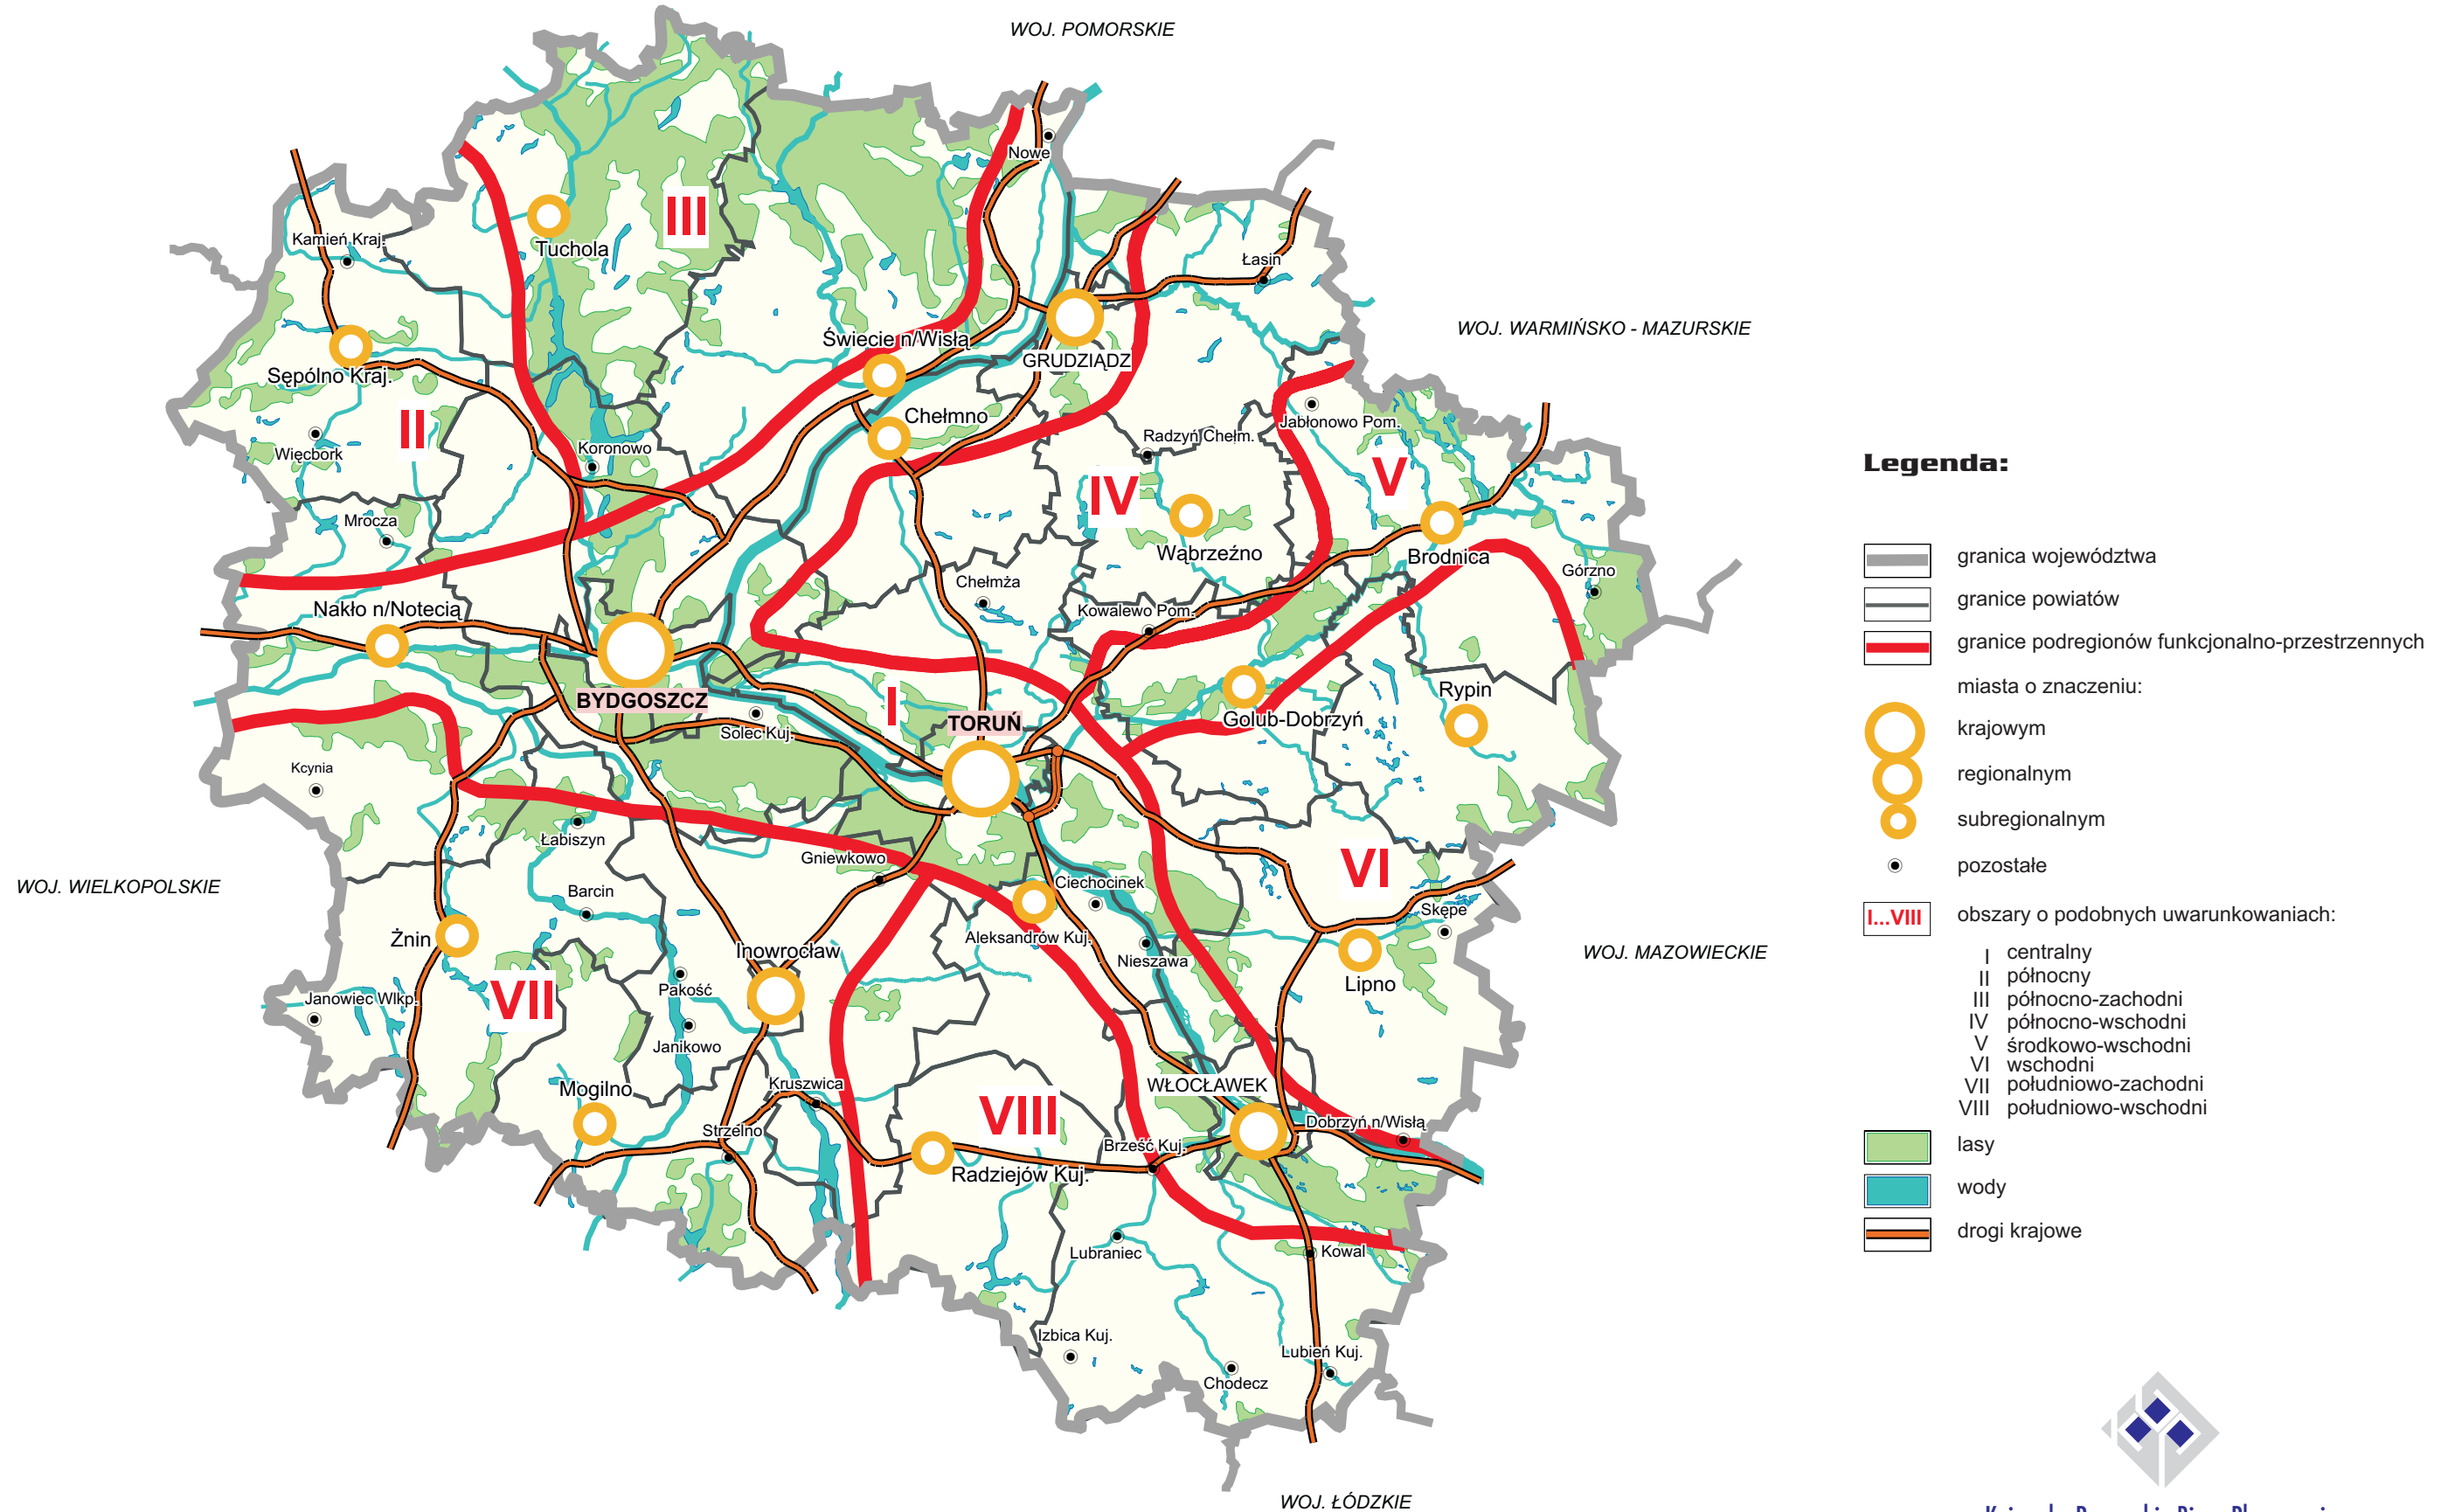 WOJ. POMORSKIE
Nowe
Kamień Kraj.
Tuchola
III
Łasin
WOJ. WARMIŃSKO - MAZURSKIE
Świecie n/Wisłą
GRUDZIĄDZ
Sępólno Kraj.
II
Chełmno
Jabłonowo Pom.
Radzyń Chełm.
Koronowo
Więcbork
V
IV
Mrocza
Wąbrzeźno
Brodnica
Górzno
Chełmża
Nakło n/Notecią
Kowalewo Pom.
BYDGOSZCZ
I
Rypin
Solec Kuj.
TORUŃ
Golub-Dobrzyń
Kcynia
Łabiszyn
Gniewkowo
VI
WOJ. WIELKOPOLSKIE
Barcin
Ciechocinek
Skępe
Żnin
Aleksandrów Kuj.
Inowrocław
WOJ. MAZOWIECKIE
Nieszawa
Lipno
Pakość
Janowiec Wlkp.
VII
Janikowo
Mogilno
Kruszwica
WŁOCŁAWEK
VIII
Dobrzyń n/Wisłą
Strzelno
Brześć Kuj.
Radziejów Kuj.
Lubraniec
Kowal
Izbica Kuj.
Lubień Kuj.
Chodecz
WOJ. ŁÓDZKIE
Legenda:
granica województwa
granice powiatów
granice podregionów funkcjonalno-przestrzennych
miasta o znaczeniu:
krajowym
regionalnym
subregionalnym
pozostałe
I...VIII obszary o podobnych uwarunkowaniach:
I centralny
II północny
III północno-zachodni
IV północno-wschodni
V środkowo-wschodni
VI wschodni
VII południowo-zachodni
VIII południowo-wschodni
lasy
wody
drogi krajowe